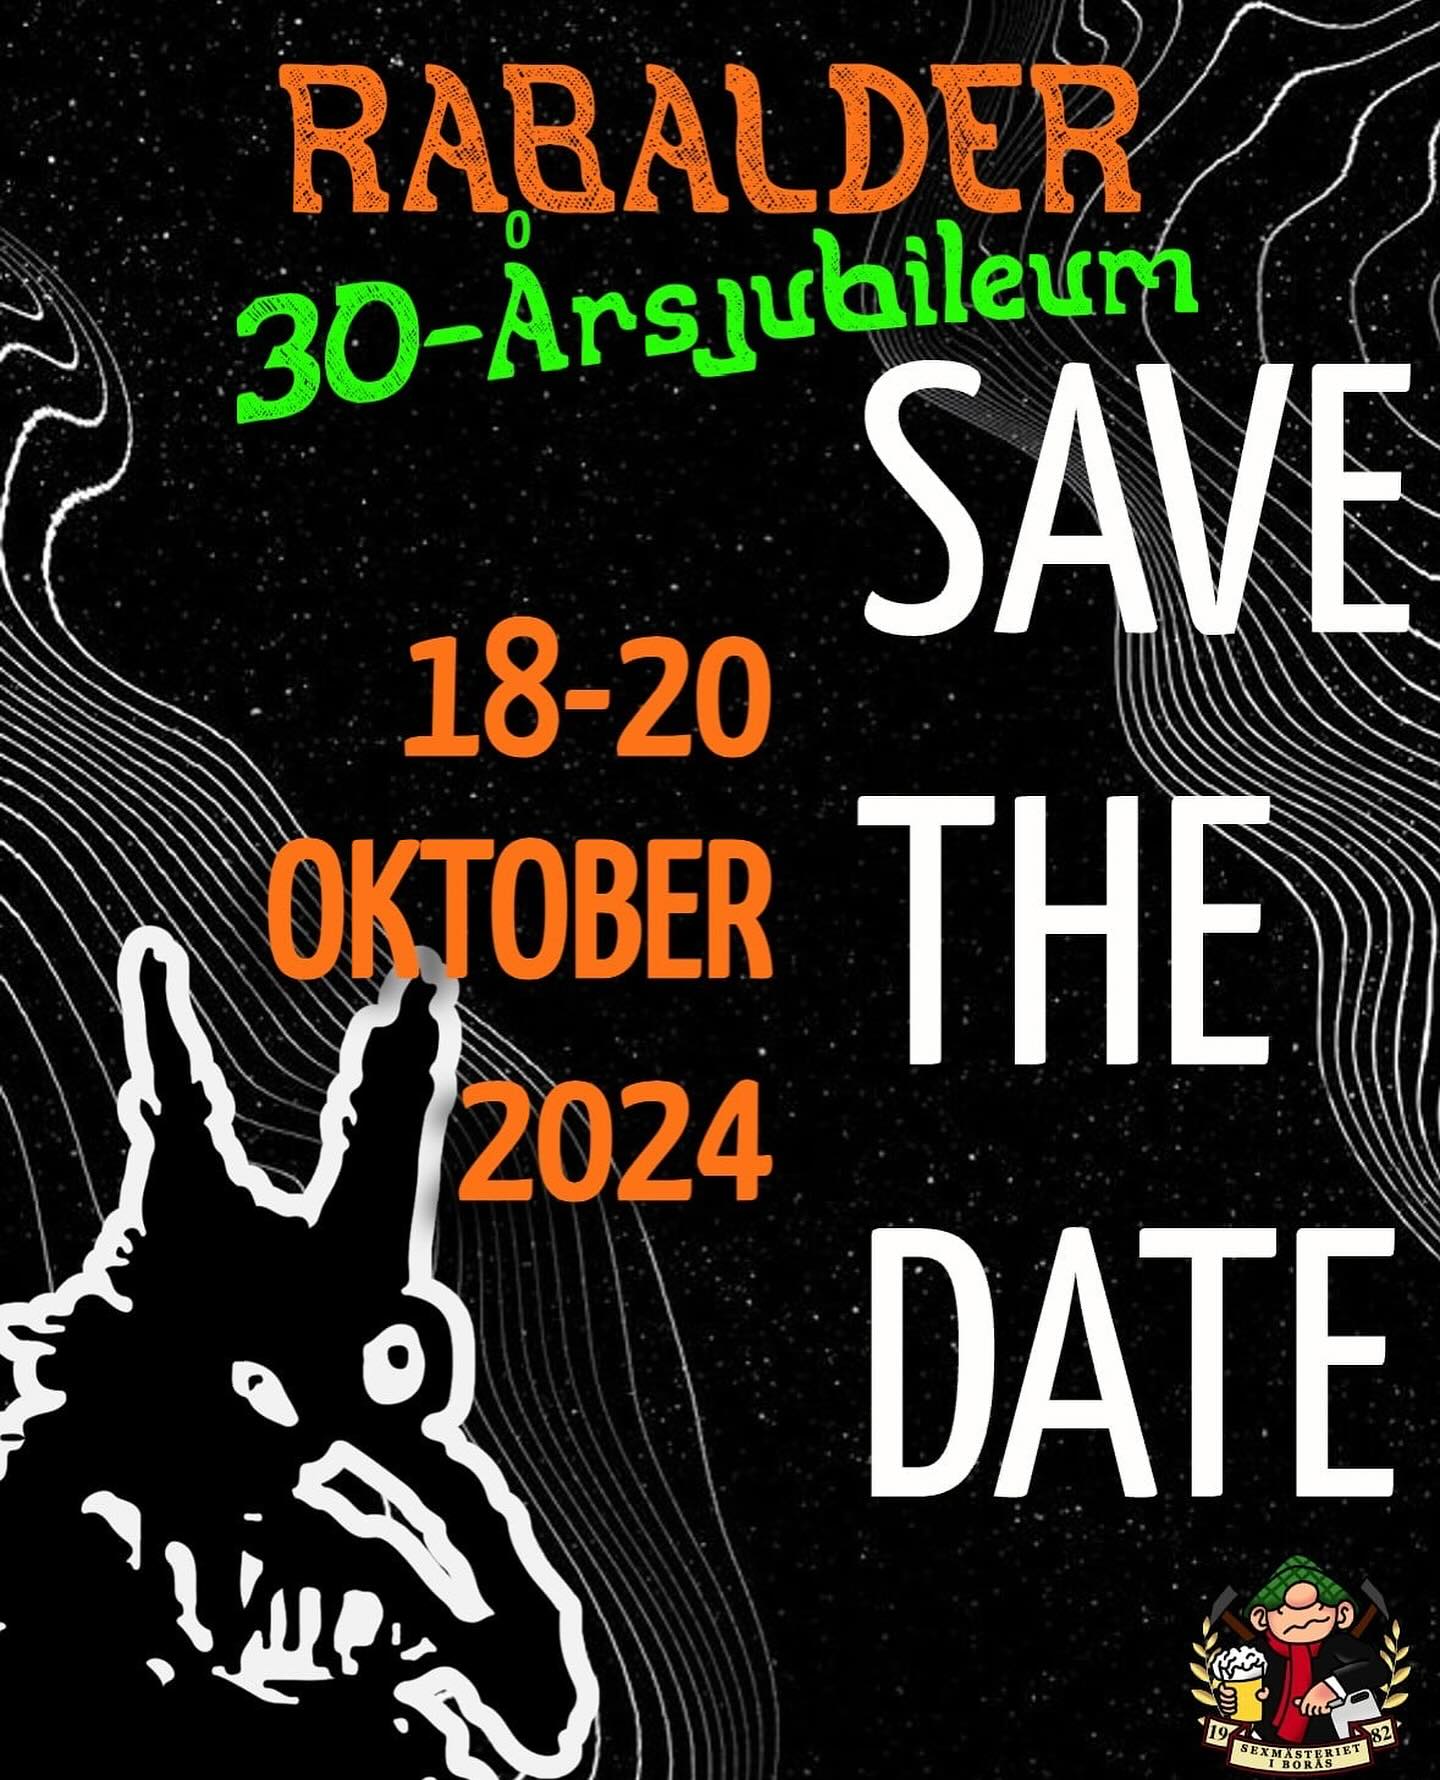 RABALDER
30-Årsjubileum
SAVE
18-20
THE
OKTOBER
2024
DATE
19 82
SEXMÄSTERIET
I BORÅS